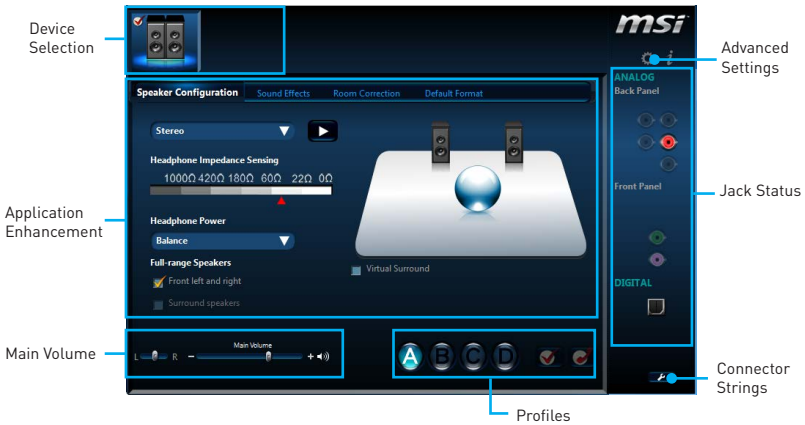 Device
Selection
msi
i
Advanced
Settings
ANALOG
Back Panel
Speaker Configuration
Sound Effects
Room Correction
Default Format
Stereo
Headphone Impedance Sensing
1000Ω 420Ω 180Ω 60Ω 22Ω 0Ω
Front Panel
Jack Status
Application
Enhancement
Headphone Power
Balance
Full-range Speakers
Virtual Surround
Front left and right
Surround speakers
DIGITAL
Main Volume
Main Volume
L R - +
A B C D
Connector
Strings
Profiles